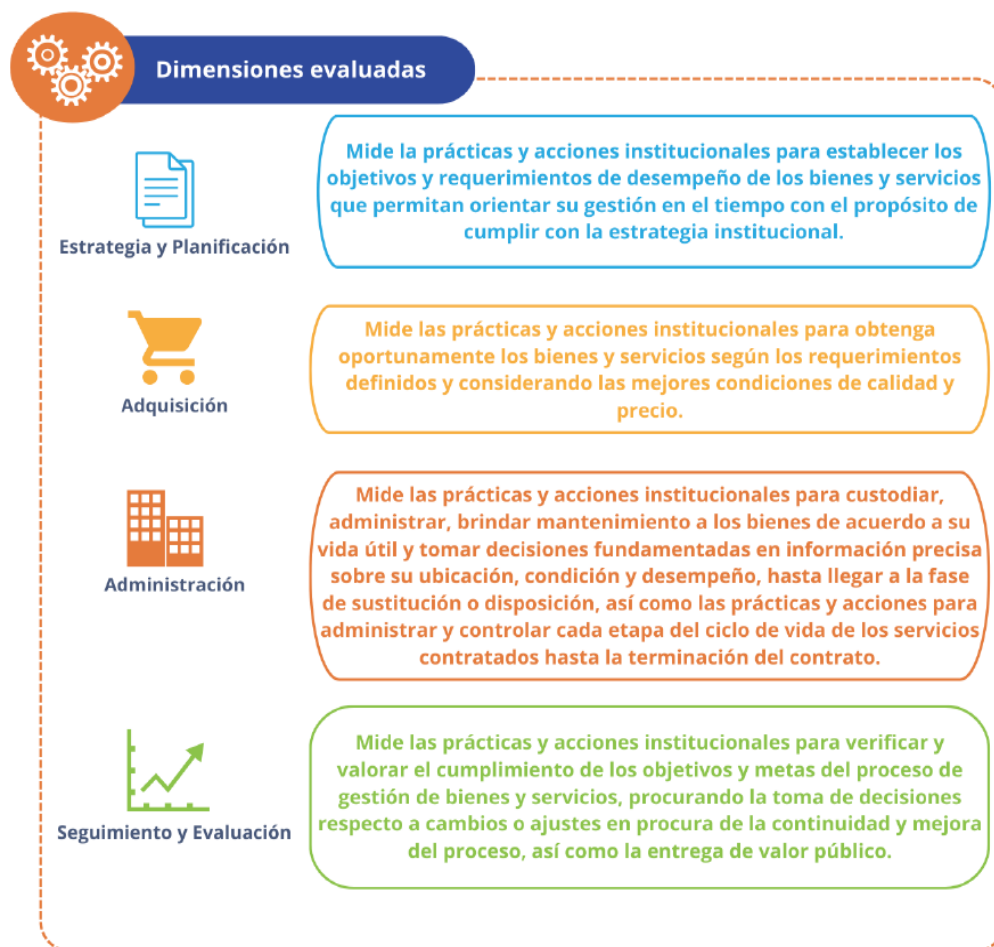 Dimensiones evaluadas
Mide la prácticas y acciones institucionales para establecer los
objetivos y requerimientos de desempeño de los bienes y servicios
que permitan orientar su gestión en el tiempo con el propósito de
cumplir con la estrategia institucional.
Estrategia y Planificación
Mide las prácticas y acciones institucionales para obtenga
oportunamente los bienes y servicios según los requerimientos
definidos y considerando las mejores condiciones de calidad y
precio.
Adquisición
Mide las prácticas y acciones institucionales para custodiar,
administrar, brindar mantenimiento a los bienes de acuerdo a su
vida útil y tomar decisiones fundamentadas en información precisa
sobre su ubicación, condición y desempeño, hasta llegar a la fase
de sustitución o disposición, así como las prácticas y acciones para
administrar y controlar cada etapa del ciclo de vida de los servicios
contratados hasta la terminación del contrato.
Administración
Mide las prácticas y acciones institucionales para verificar y
valorar el cumplimiento de los objetivos y metas del proceso de
gestión de bienes y servicios, procurando la toma de decisiones
respecto a cambios o ajustes en procura de la continuidad y mejora
del proceso, así como la entrega de valor público.
Seguimiento y Evaluación